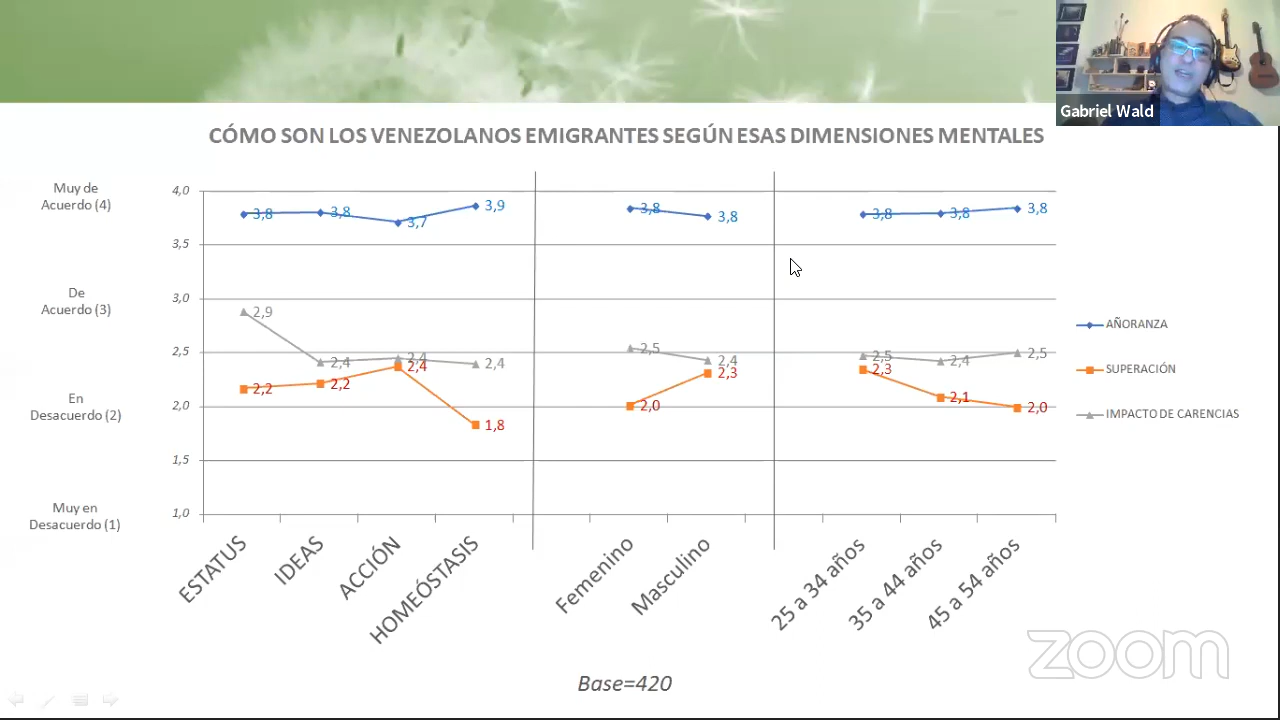 Gabriel Wald
CÓMO SON LOS VENEZOLANOS EMIGRANTES SEGÚN ESAS DIMENSIONES MENTALES
Muy de
Acuerdo (4)
De
Acuerdo (3)
En
Desacuerdo (2)
Muy en
Desacuerdo (1)
4,0
3,5
3,0
2,5
2,0
1,5
1,0
3,8
3,8
3,7
3,9
3,8
3,8
3,8
3,8
3,8
2,9
2,4
2,4
2,4
2,5
2,4
2,5
2,4
2,5
2,2
2,2
2,4
1,8
2,0
2,3
2,3
2,1
2,0
ESTATUS
IDEAS
ACCIÓN
HOMEÓSTASIS
Femenino
Masculino
25 a 34 años
35 a 44 años
45 a 54 años
AÑORANZA
SUPERACIÓN
IMPACTO DE CARENCIAS
Base=420
zoom